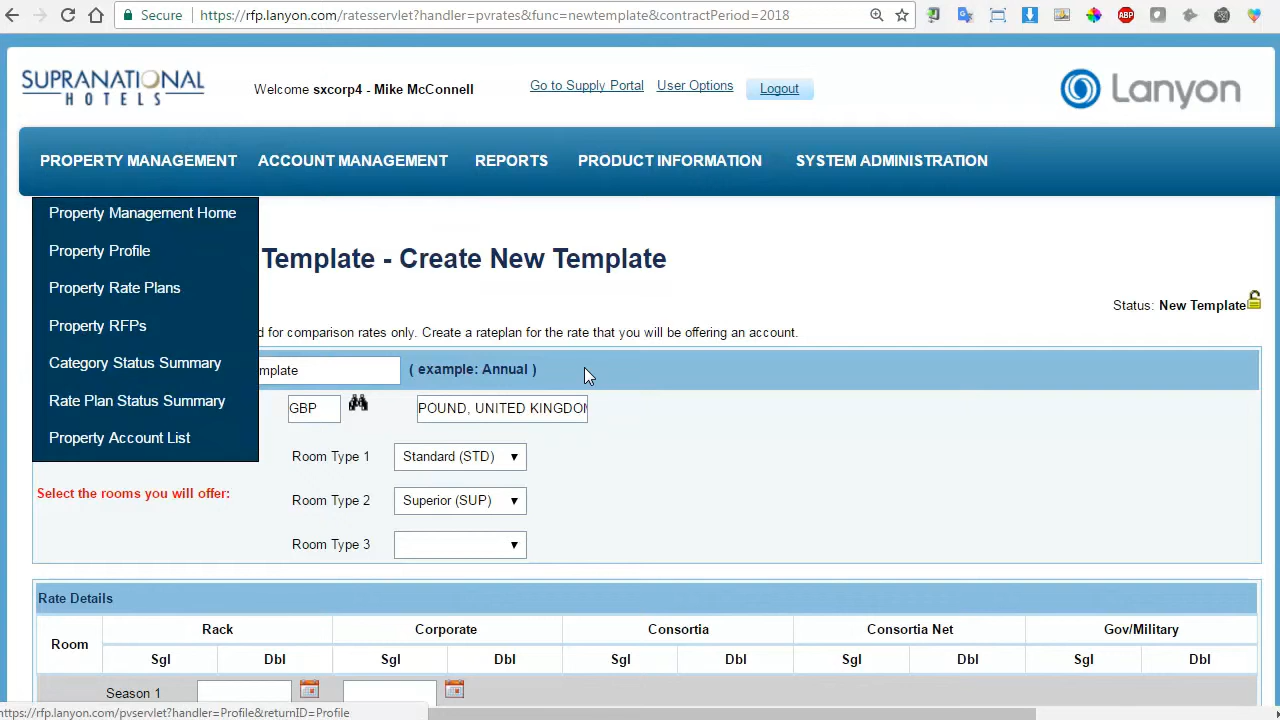 Secure
https://rfp.lanyon.com/ratesservlet?handler=pvrates&func=newtemplate&contractPeriod=2018
ABP
SUPRANATIONAL
HOTELS
Welcome sxcorp4 - Mike McConnell
Go to Supply Portal
User Options
Logout
Lanyon
PROPERTY MANAGEMENT ACCOUNT MANAGEMENT REPORTS PRODUCT INFORMATION SYSTEM ADMINISTRATION
Property Management Home
Property Profile
Property Rate Plans
Property RFPs
Category Status Summary
Rate Plan Status Summary
Property Account List
Template - Create New Template
Status: New Template
d for comparison rates only. Create a rateplan for the rate that you will be offering an account.
mplate
( example: Annual )
GBP
POUND, UNITED KINGDO
Room Type 1 Standard (STD)
Select the rooms you will offer:
Room Type 2 Superior (SUP)
Room Type 3
Rate Details
Room Rack Corporate Consortia Consortia Net Gov/Military
Sgl Dbl Sgl Dbl Sgl Dbl Sgl Dbl Sgl Dbl
Season 1
https://rfp.lanyon.com/pvservlet?handler=Profile&returnID=Profile